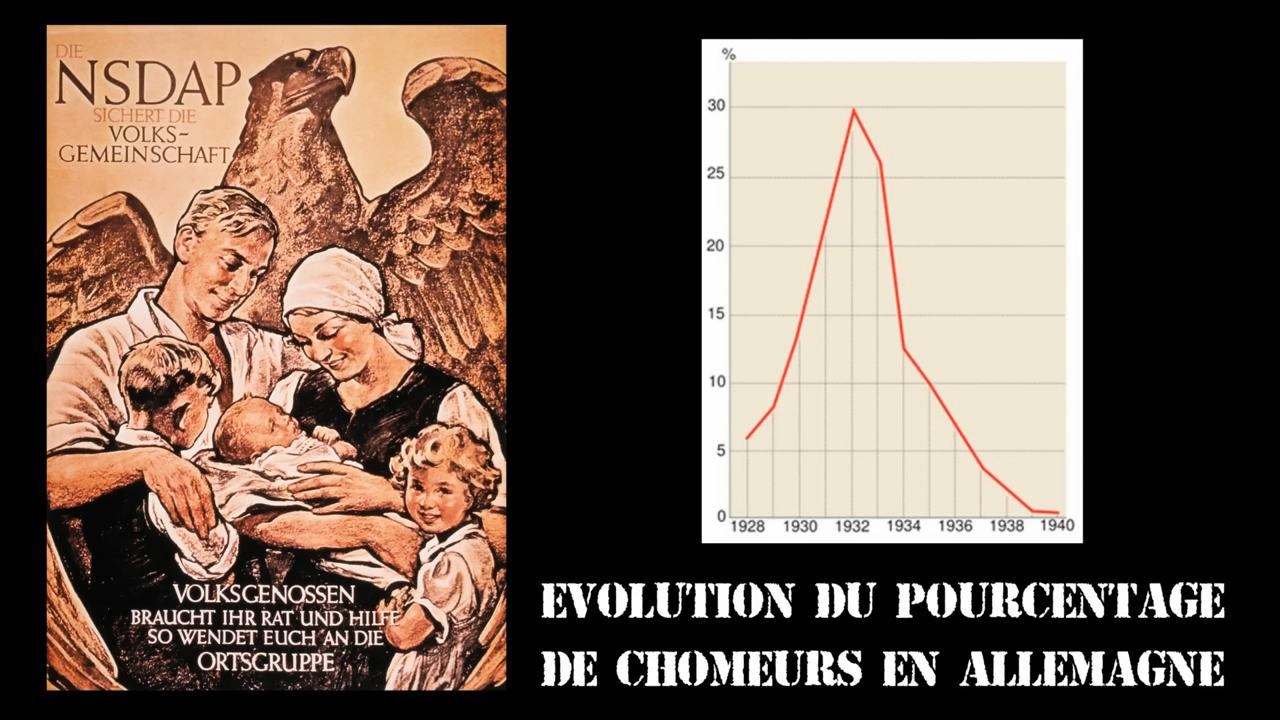 DIE
NSDAP
SICHERT DIE
VOLKS-
GEMEINSCHAFT
VOLKSGENOSSEN
BRAUCHT IHR RAT UND HILFE
SO WENDET EUCH AN DIE
ORTSGRUPPE
%
30
25
20
15
10
5
0
1928 1930 1932 1934 1936 1938 1940
EVOLUTION DU POURCENTAGE
DE CHOMEURS EN ALLEMAGNE